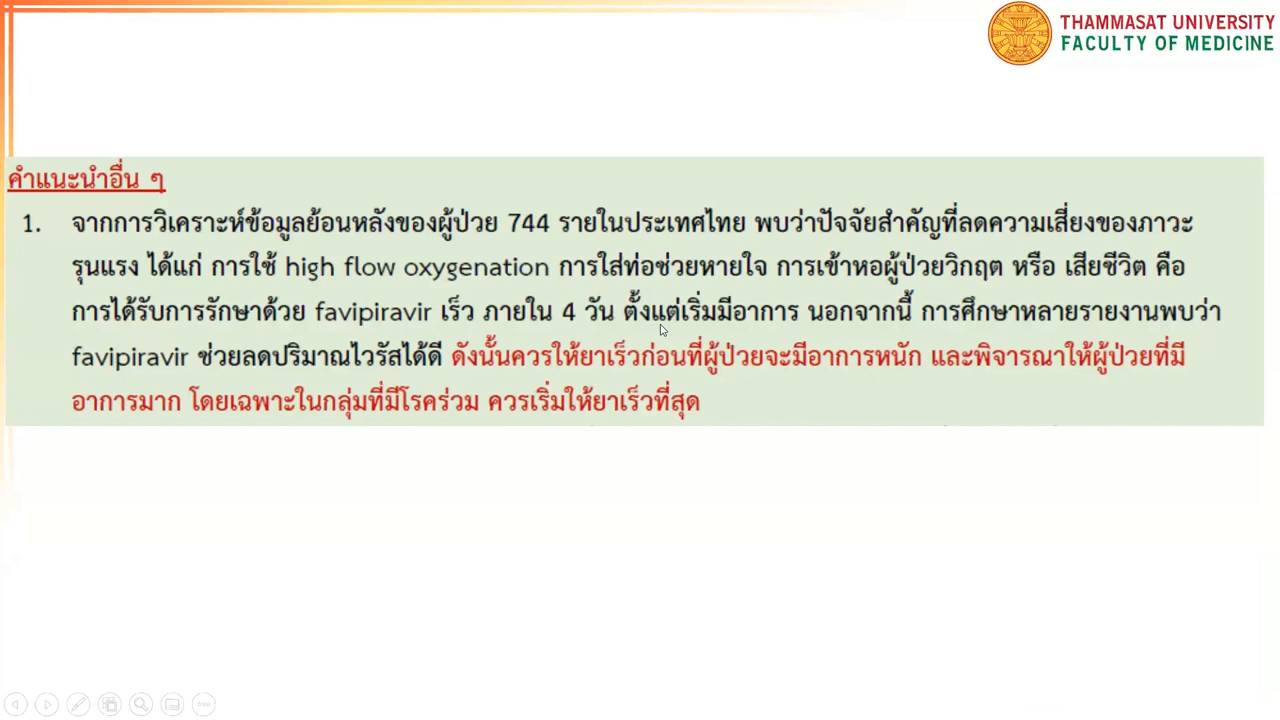 THAMMASAT UNIVERSITY
FACULTY OF MEDICINE
คำแนะนำอื่น ๆ
1. จากการวิเคราะห์ข้อมูลย้อนหลังของผู้ป่วย 744 รายในประเทศไทย พบว่าปัจจัยสำคัญที่ลดความเสี่ยงของภาวะ
รุนแรง ได้แก่ การใช้ high flow oxygenation การใส่ท่อช่วยหายใจ การเข้าหอผู้ป่วยวิกฤต หรือ เสียชีวิต คือ
การได้รับการรักษาด้วย favipiravir เร็ว ภายใน 4 วัน ตั้งแต่เริ่มมีอาการ นอกจากนี้ การศึกษาหลายรายงานพบว่า
favipiravir ช่วยลดปริมาณไวรัสได้ดี ดังนั้นควรให้ยาเร็วก่อนที่ผู้ป่วยจะมีอาการหนัก และพิจารณาให้ผู้ป่วยที่มี
อาการมาก โดยเฉพาะในกลุ่มที่มีโรคร่วม ควรเริ่มให้ยาเร็วที่สุด